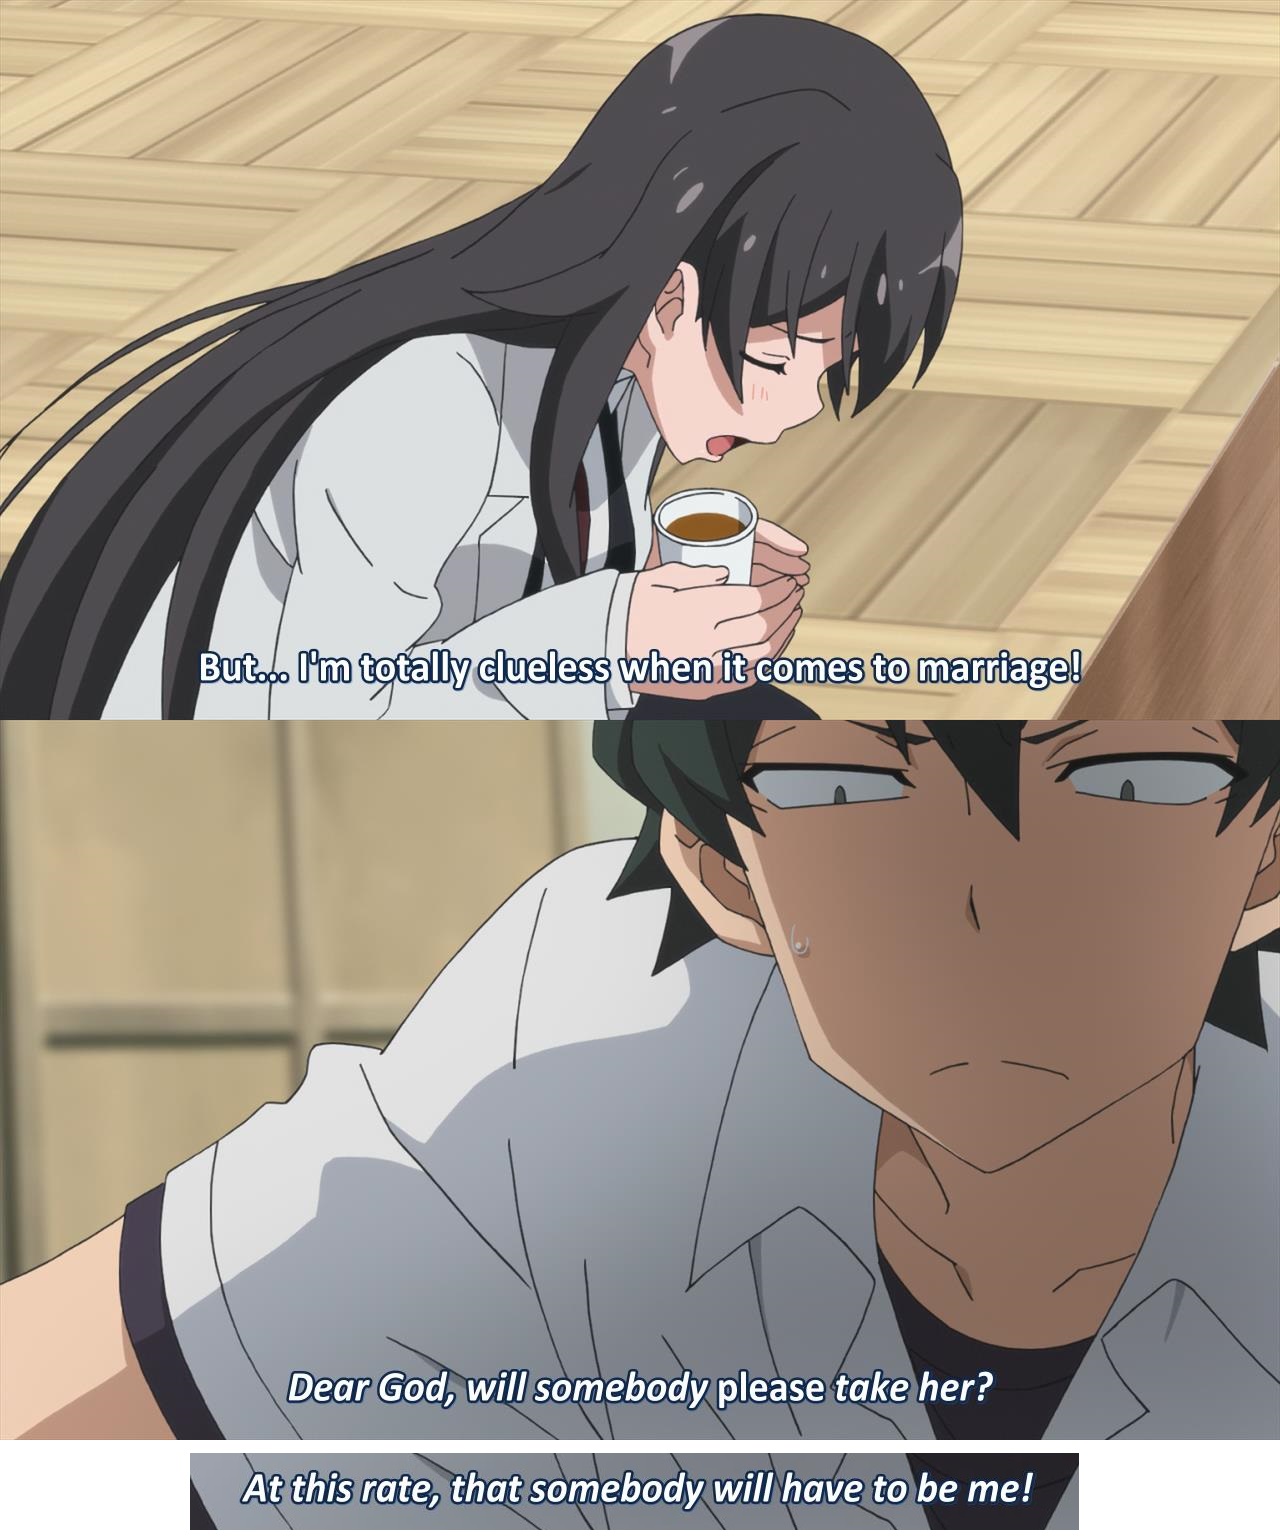 But... I'm totally clueless when it comes to marriage!
Dear God, will somebody please take her?
At this rate, that somebody will have to be me!